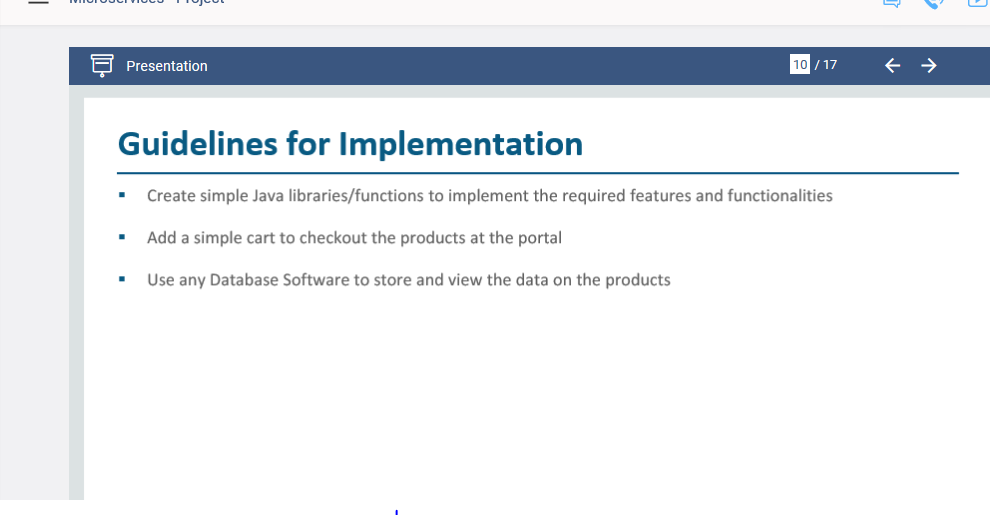 Microservices - Project
Presentation
10 / 17
Guidelines for Implementation
Create simple Java libraries/functions to implement the required features and functionalities
Add a simple cart to checkout the products at the portal
Use any Database Software to store and view the data on the products